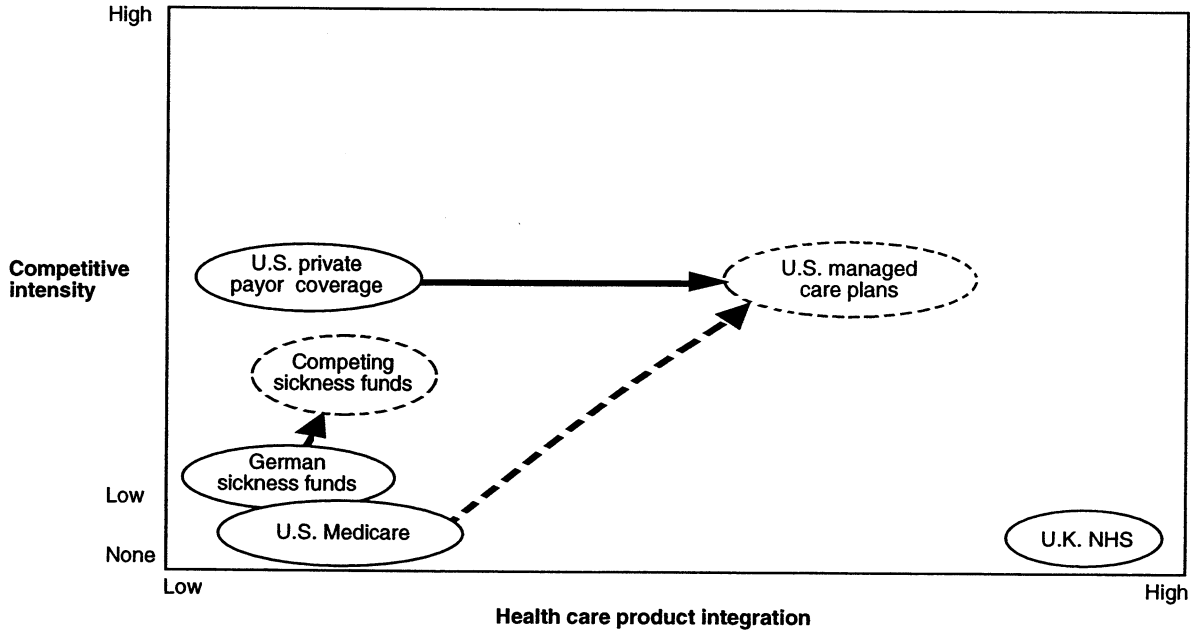 High
Competitive
intensity
U.S. private
payor coverage
U.S. managed
care plans
Competing
sickness funds
German
sickness funds
Low
U.S. Medicare
U.K. NHS
None
Low
High
Health care product integration